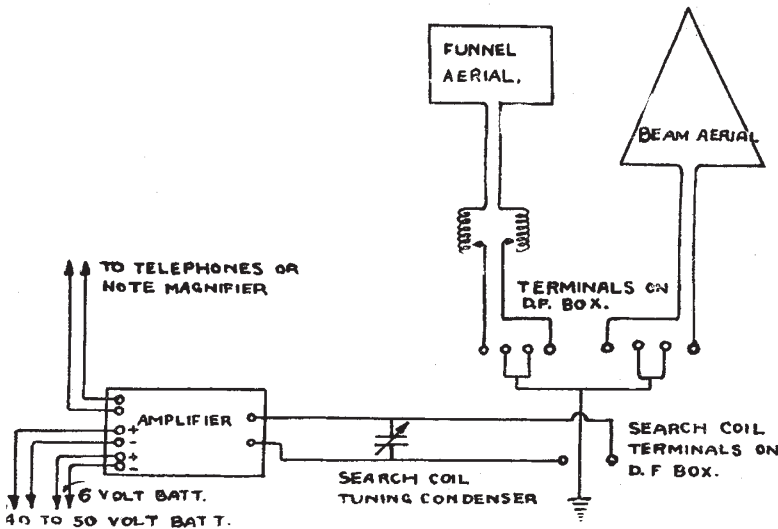 FUNNEL
AERIAL.
BEAM AERIAL
TO TELEPHONES OR
NOTE MAGNIFIER
TERMINALS ON
D.F. BOX.
AMPLIFIER
+
-
+
-
SEARCH COIL
TERMINALS ON
D.F BOX.
SEARCH COIL
TUNING CONDENSER
6 VOLT BATT.
40 TO 50 VOLT BATT.